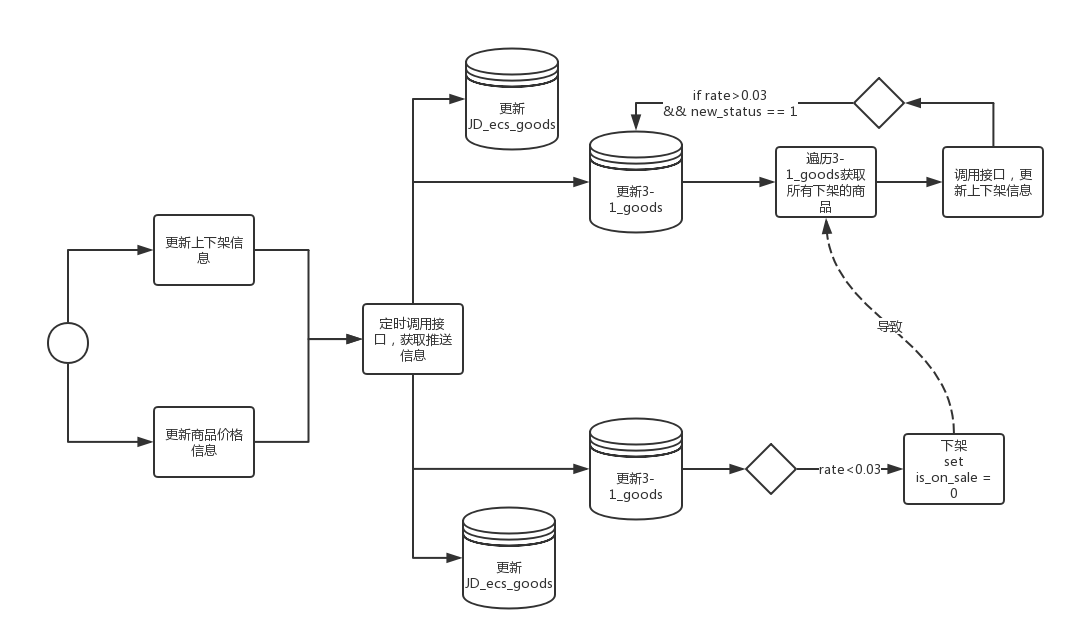 更新
JD_ecs_goods
if rate>0.03
&& new_status == 1
更新3-
1_goods
遍历3-
1_goods获取
所有下架的商
品
调用接口，更
新上下架信息
更新上下架信
息
定时调用接
口，获取推送
信息
导致
更新商品价格
信息
更新3-
1_goods
rate<0.03
下架
set
is_on_sale =
0
更新
JD_ecs_goods